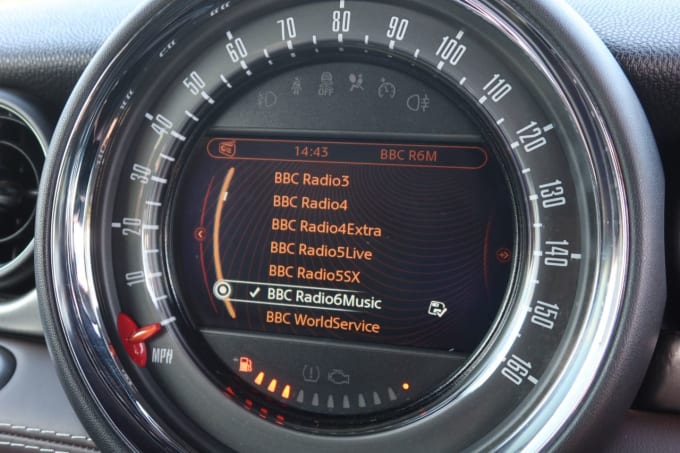 10
20
30
40
50
60
70
80
90
100
110
120
130
140
150
160
MPH
OFF
14:43 BBC R6M
BBC Radio3
BBC Radio4
BBC Radio4Extra
BBC Radio5Live
BBC Radio5SX
BBC Radio6Music
BBC WorldService